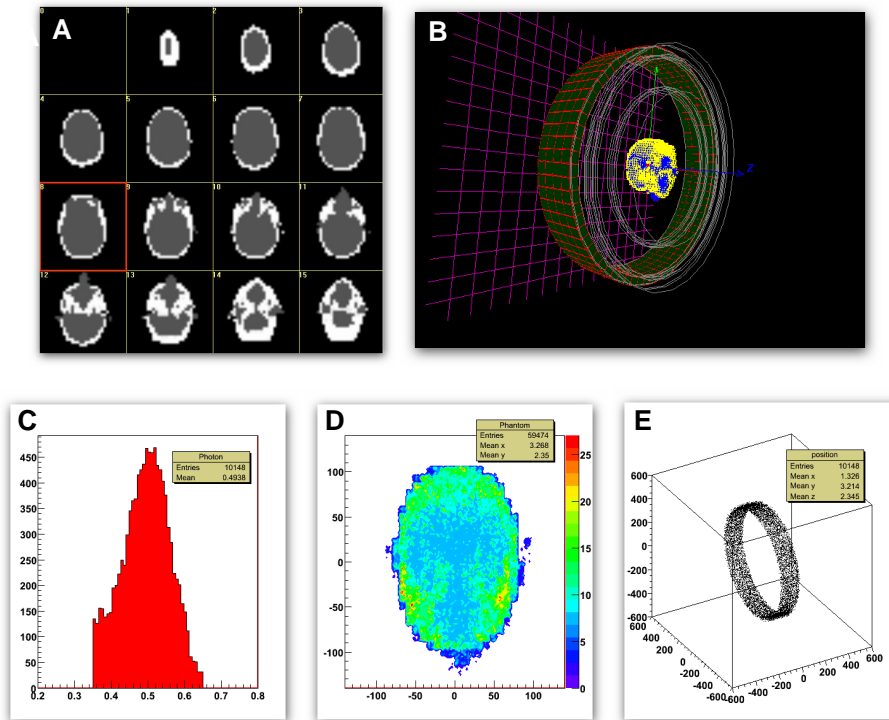 A
0 1 2 3
4 5 6 7
8 9 10 11
12 13 14 15
B
Z
C
Photon
Entries 10148
Mean 0.4938
450
400
350
300
250
200
150
100
50
0
0.2 0.3 0.4 0.5 0.6 0.7 0.8
D
Phantom
Entries 59474
Mean x 3.268
Mean y 2.35
100
50
0
-50
-100
-100 -50 0 50 100
25
20
15
10
5
0
E
position
Entries 10148
Mean x 1.326
Mean y 3.214
Mean z 2.345
600
400
200
0
-200
-400
-600
600
400
200
0
-200
-400
-600
-600 -400 -200 0 200 400 600